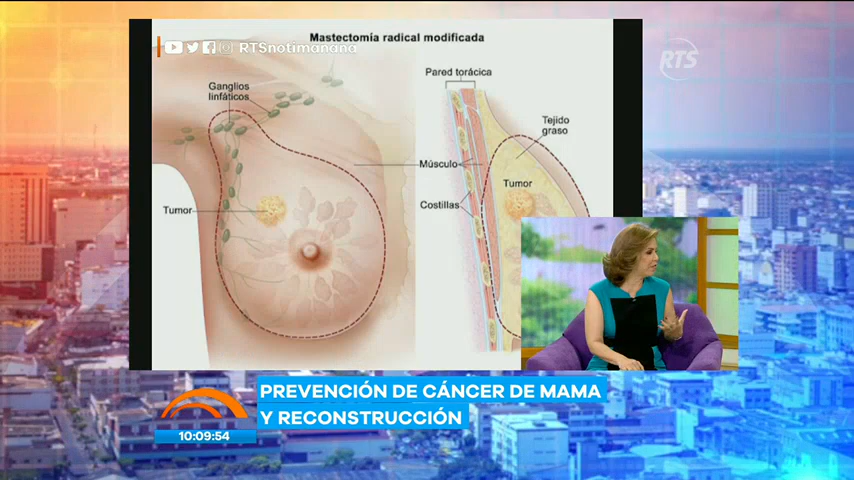 Mastectomía radical modificada
RTSnotimañana
RTS
Ganglios
linfáticos
Pared torácica
Tejido
graso
Músculo
Tumor
Tumor
Costillas
PREVENCIÓN DE CÁNCER DE MAMA
Y RECONSTRUCCIÓN
10:09:54